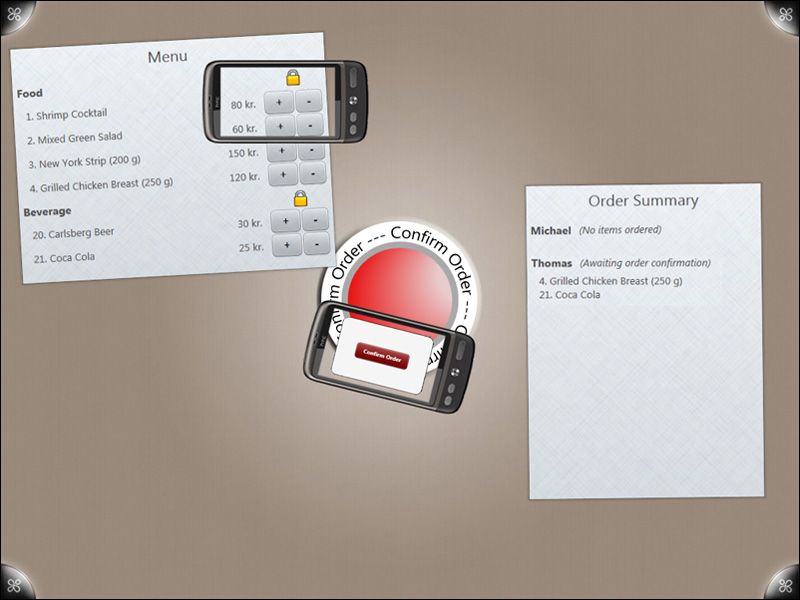 Menu
Food
1. Shrimp Cocktail 80 kr. + -
2. Mixed Green Salad 60 kr. + -
3. New York Strip (200 g) 150 kr. + -
4. Grilled Chicken Breast (250 g) 120 kr. + -
Beverage
20. Carlsberg Beer 30 kr. + -
21. Coca Cola 25 kr. + -
Confirm Order --- Confirm Order ---
Confirm Order
Order Summary
Michael (No items ordered)
Thomas (Awaiting order confirmation)
4. Grilled Chicken Breast (250 g)
21. Coca Cola